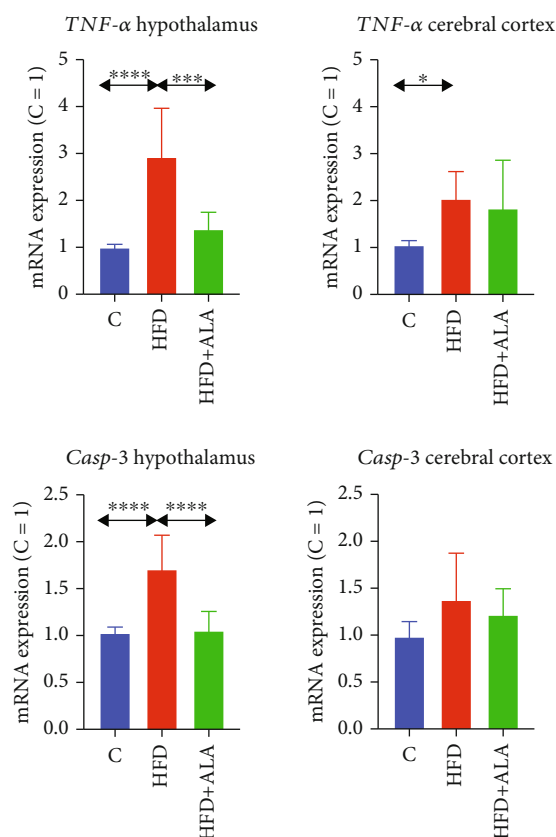 TNF-α hypothalamus
mRNA expression (C = 1)
5
4
3
2
1
0
**** ***
C
HFD
HFD+ALA
TNF-α cerebral cortex
mRNA expression (C = 1)
5
4
3
2
1
0
*
C
HFD
HFD+ALA
Casp-3 hypothalamus
mRNA expression (C = 1)
2.5
2.0
1.5
1.0
0.5
0.0
**** ****
C
HFD
HFD+ALA
Casp-3 cerebral cortex
mRNA expression (C = 1)
2.5
2.0
1.5
1.0
0.5
0.0
C
HFD
HFD+ALA